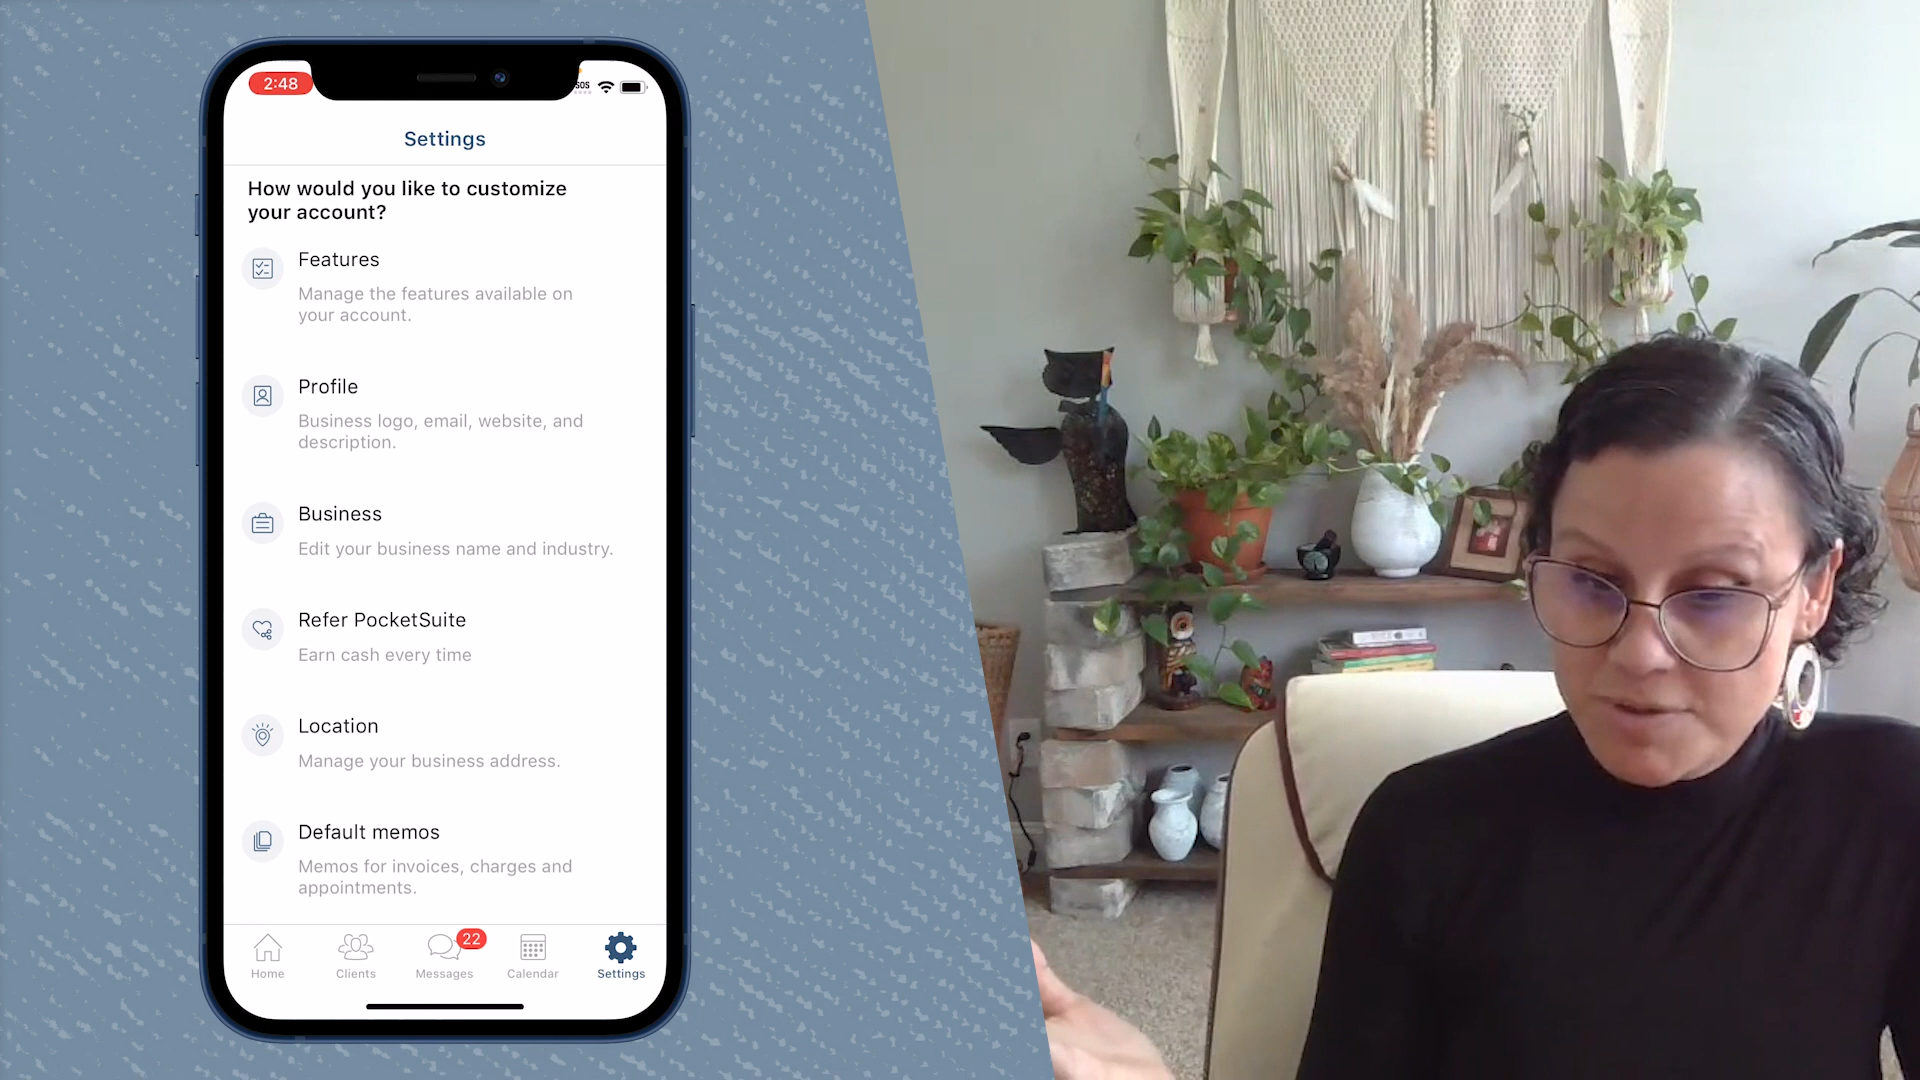 2:48
SOS
Settings
How would you like to customize
your account?
Features
Manage the features available on
your account.
Profile
Business logo, email, website, and
description.
Business
Edit your business name and industry.
Refer PocketSuite
Earn cash every time
Location
Manage your business address.
Default memos
Memos for invoices, charges and
appointments.
22
Home
Clients
Messages
Calendar
Settings